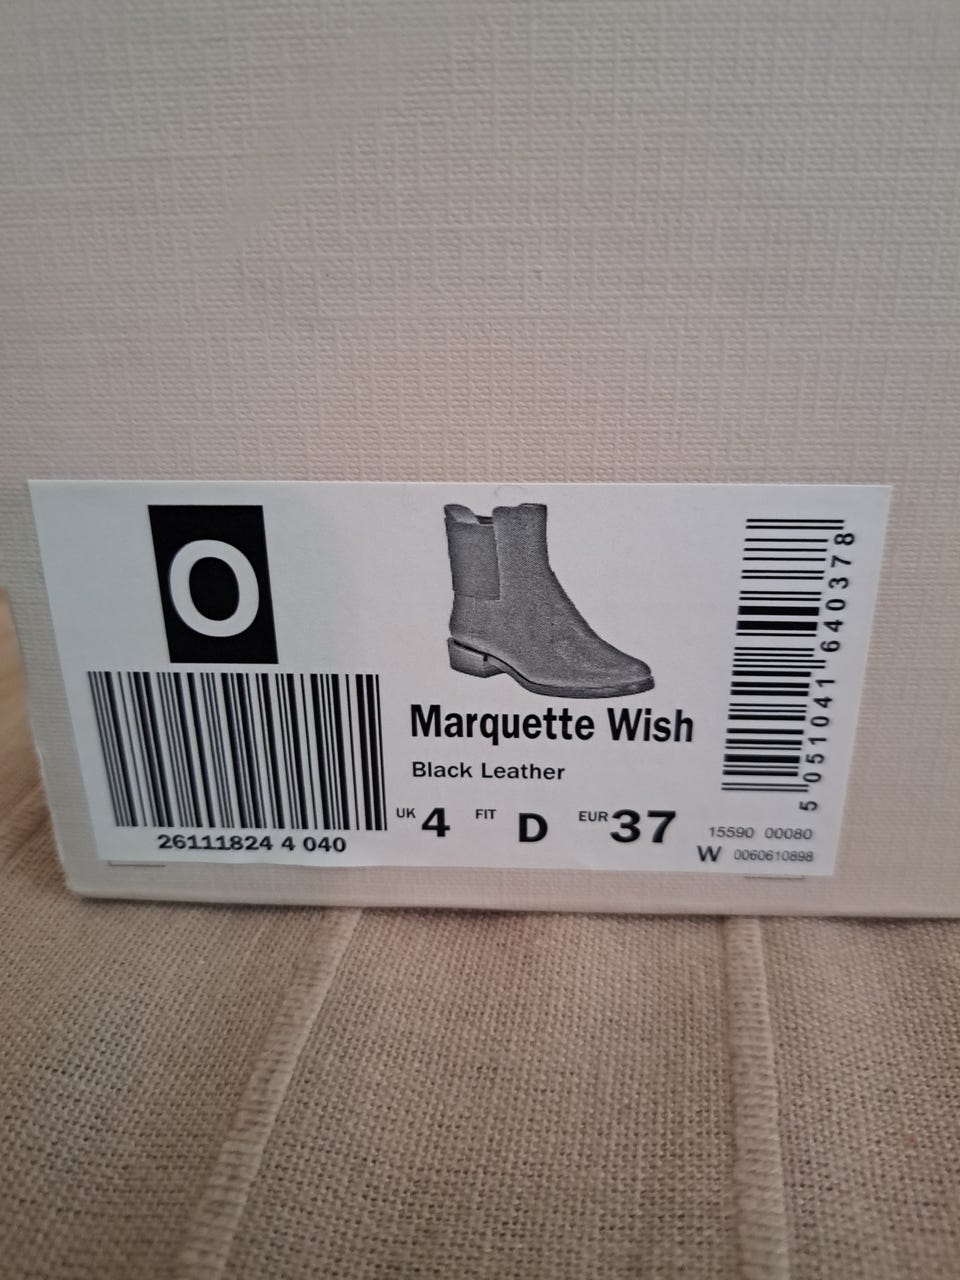 O
26111824 4 040
Marquette Wish
Black Leather
UK 4 FIT D EUR 37
5 051041 640378
15590 00080
W 0060610898